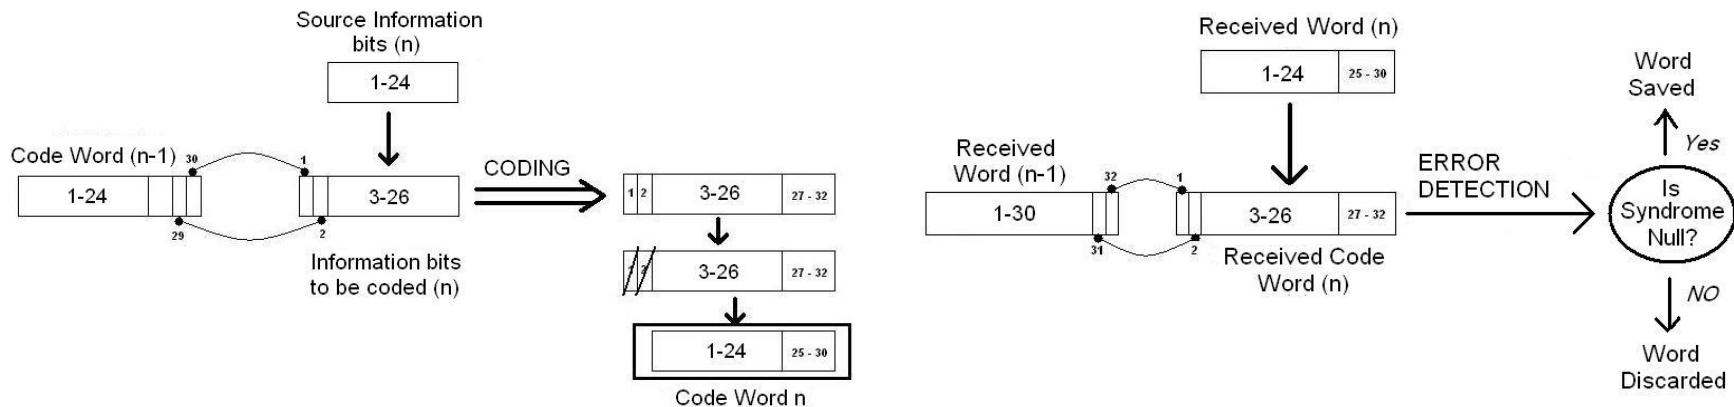 Source Information
bits (n)
1-24
Code Word (n-1)
30
1
1-24
3-26
29
2
Information bits
to be coded (n)
CODING
1
2
3-26
27 - 32
3-26
27 - 32
1-24
25 - 30
Code Word n
Received Word (n)
1-24
25 - 30
Received
Word (n-1)
32
1
1-30
3-26
27 - 32
31
2
Received Code
Word (n)
ERROR
DETECTION
Word
Saved
Yes
Is
Syndrome
Null?
NO
Word
Discarded